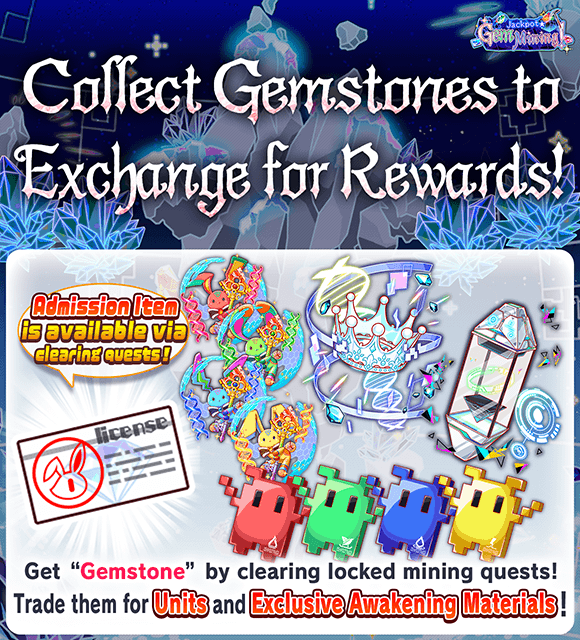 Jackpot★
Gem Mining!
Collect Gemstones to
Exchange for Rewards!
Admission Item
is available via
clearing quests!
license
Get “Gemstone” by clearing locked mining quests!
Trade them for Units and Exclusive Awakening Materials!